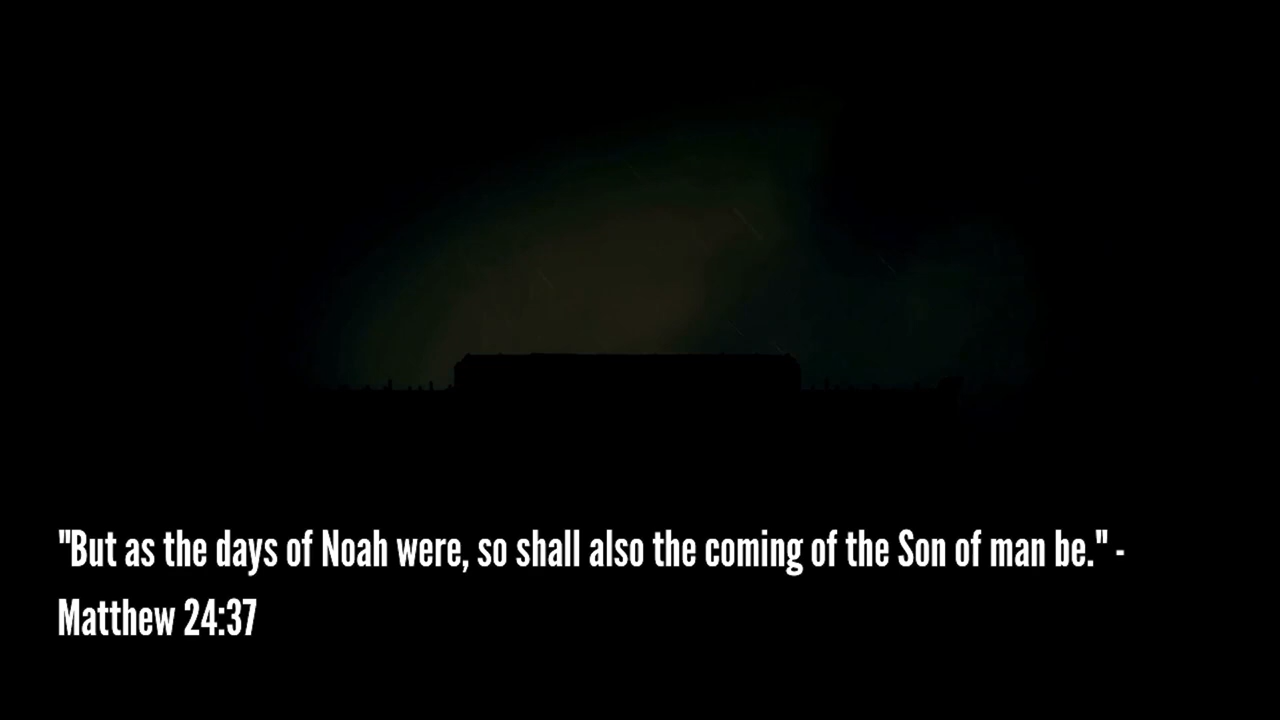 "But as the days of Noah were, so shall also the coming of the Son of man be." -
Matthew 24:37